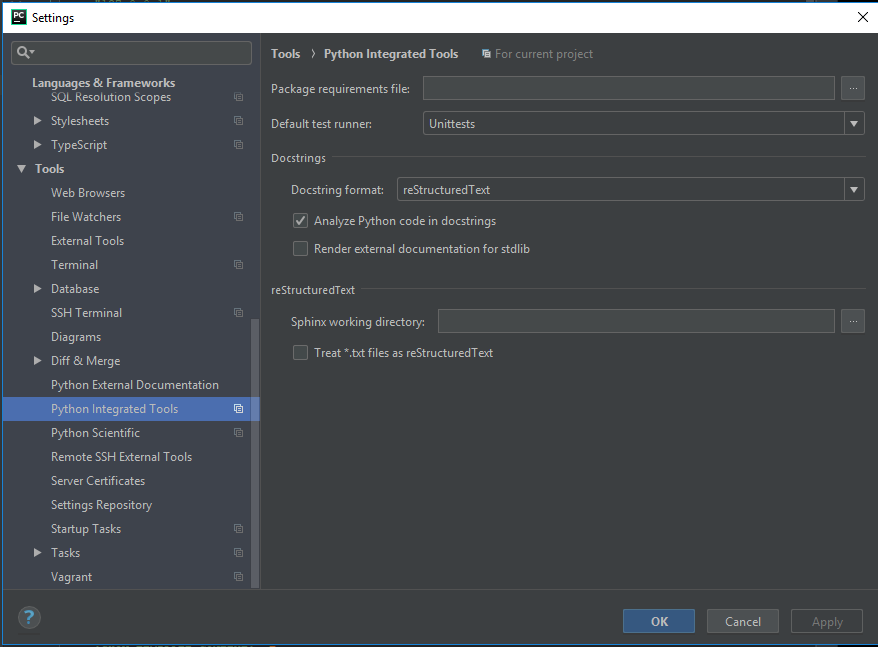 PC Settings
Languages & Frameworks
SQL Resolution Scopes
Stylesheets
TypeScript
Tools
Web Browsers
File Watchers
External Tools
Terminal
Database
SSH Terminal
Diagrams
Diff & Merge
Python External Documentation
Python Integrated Tools
Python Scientific
Remote SSH External Tools
Server Certificates
Settings Repository
Startup Tasks
Tasks
Vagrant
Tools › Python Integrated Tools For current project
Package requirements file: ...
Default test runner: Unittests
Docstrings
Docstring format: reStructuredText
Analyze Python code in docstrings
Render external documentation for stdlib
reStructuredText
Sphinx working directory: ...
Treat *.txt files as reStructuredText
? OK Cancel Apply